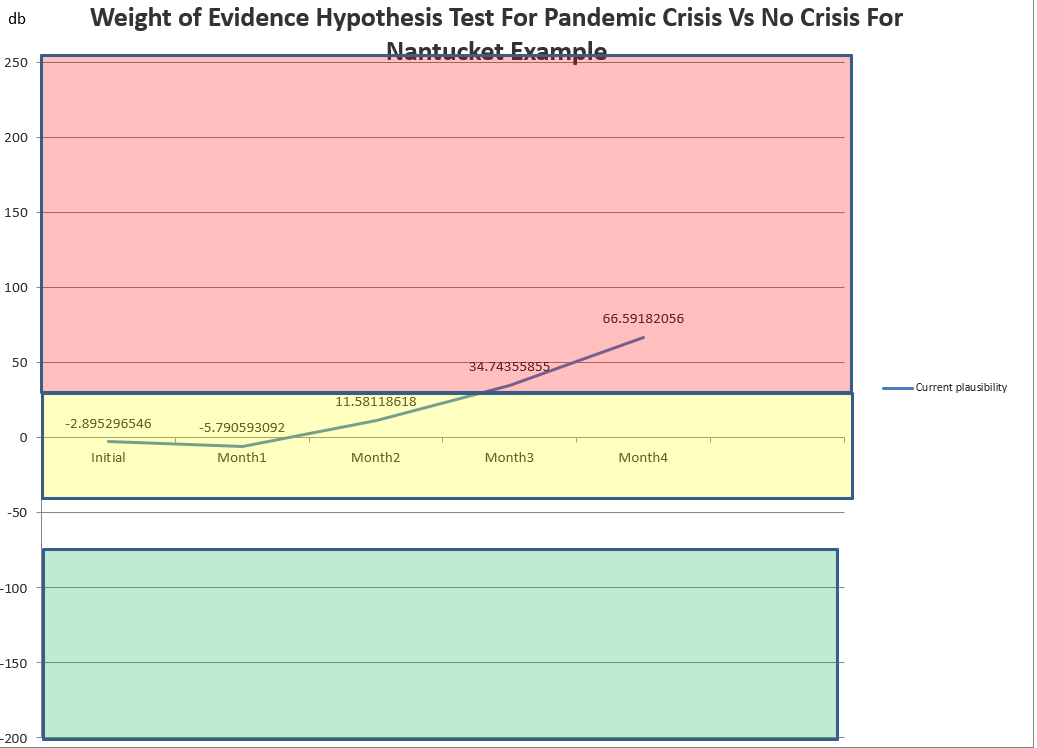 db
Weight of Evidence Hypothesis Test For Pandemic Crisis Vs No Crisis For
Nantucket Example
250
200
150
100
66.59182056
50
34.74355855
Current plausibility
11.58118618
-2.895296546
-5.790593092
0
Initial
Month1
Month2
Month3
Month4
-50
-100
-150
-200